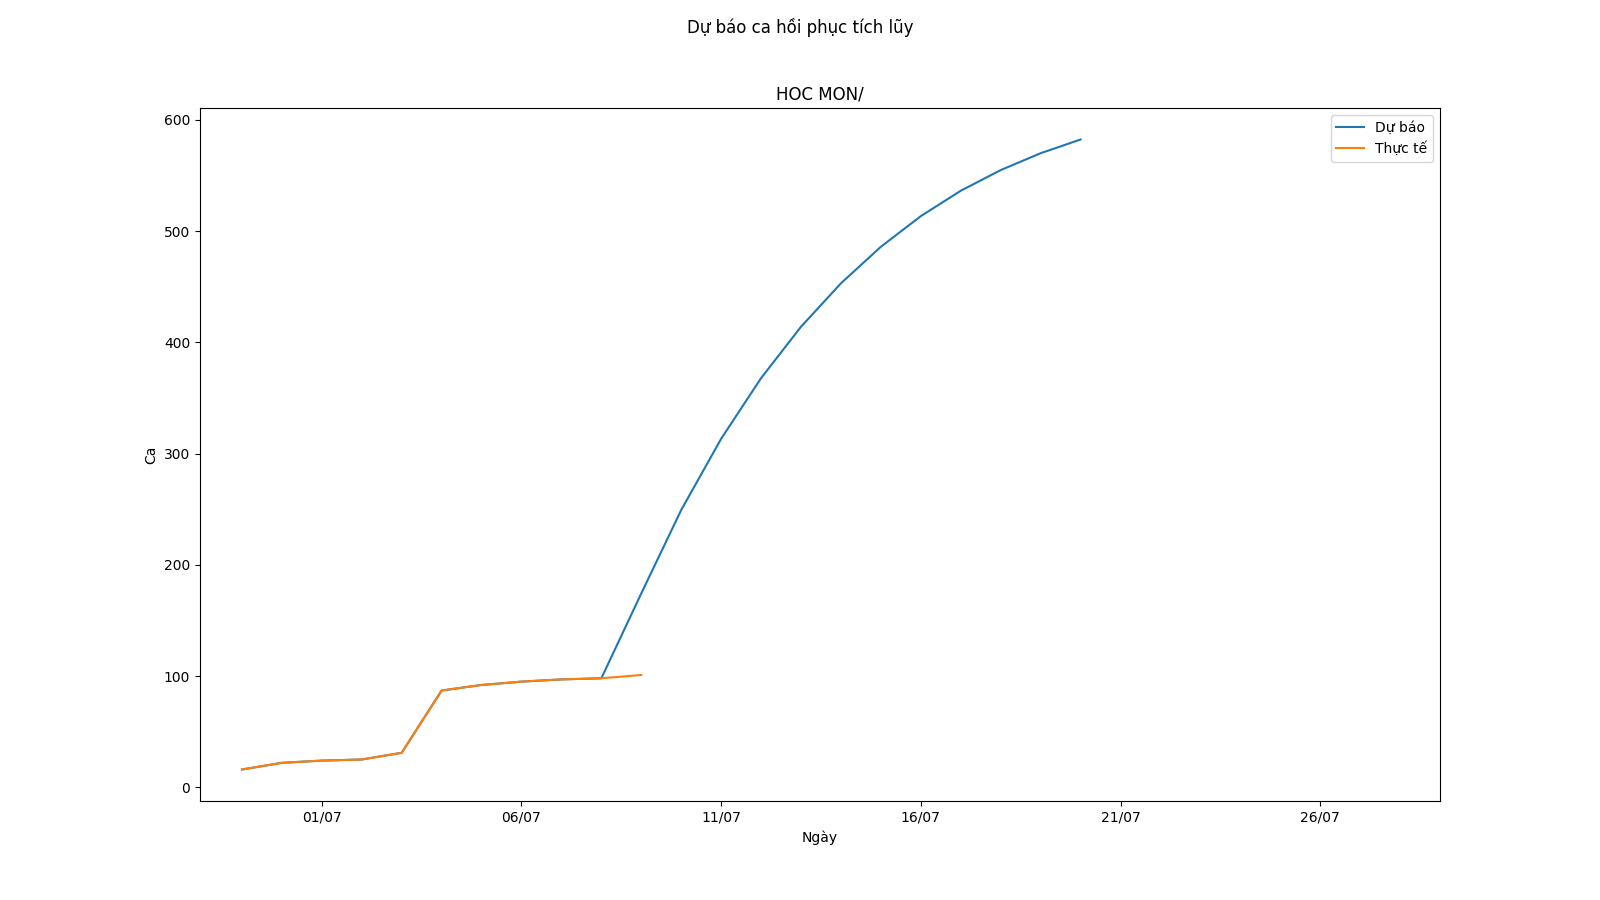 Dự báo ca hồi phục tích lũy
HOC MON/
600
500
400
300
200
100
0
Ca
Dự báo
Thực tế
01/07
06/07
11/07
16/07
21/07
26/07
Ngày